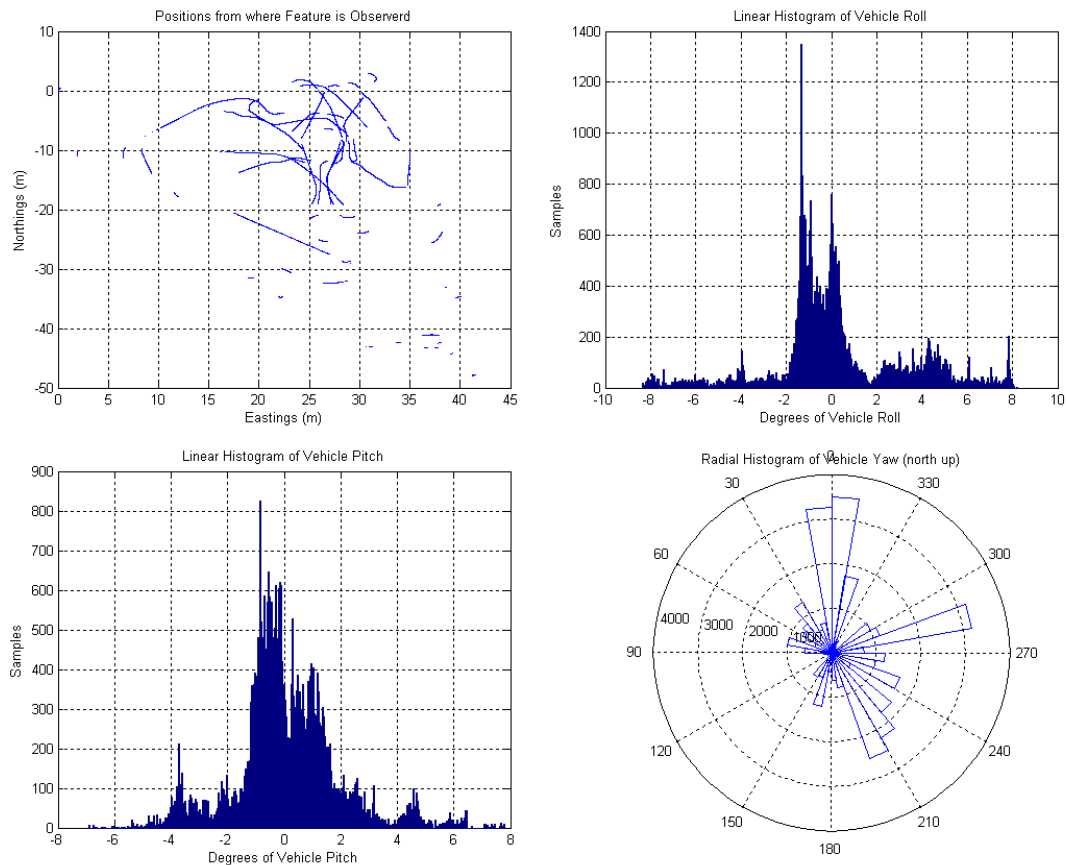 Positions from where Feature is Observerd
10
0
-10
-20
-30
-40
-50
0 5 10 15 20 25 30 35 40 45
Northings (m)
Eastings (m)
Linear Histogram of Vehicle Roll
1400
1200
1000
800
600
400
200
0
-10 -8 -6 -4 -2 0 2 4 6 8 10
Samples
Degrees of Vehicle Roll
Linear Histogram of Vehicle Pitch
900
800
700
600
500
400
300
200
100
0
-8 -6 -4 -2 0 2 4 6 8
Samples
Degrees of Vehicle Pitch
Radial Histogram of Vehicle Yaw (north up)
0
30
330
60
300
4000 3000 2000 1000
90
270
120
240
150
210
180